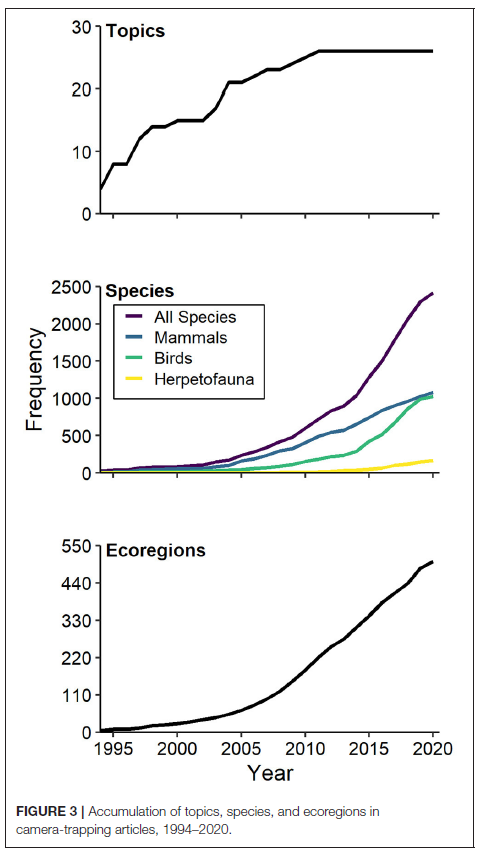 Topics
30
20
10
0
Species
2500
2000
1500
1000
500
0
All Species
Mammals
Birds
Herpetofauna
Frequency
Ecoregions
550
440
330
220
110
0
1995 2000 2005 2010 2015 2020
Year
FIGURE 3 | Accumulation of topics, species, and ecoregions in
camera-trapping articles, 1994–2020.